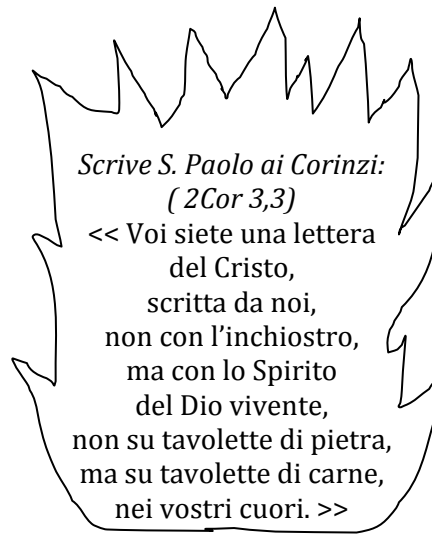 Scrive S. Paolo ai Corinzi:
( 2Cor 3,3)
<< Voi siete una lettera
del Cristo,
scritta da noi,
non con l’inchiostro,
ma con lo Spirito
del Dio vivente,
non su tavolette di pietra,
ma su tavolette di carne,
nei vostri cuori. >>